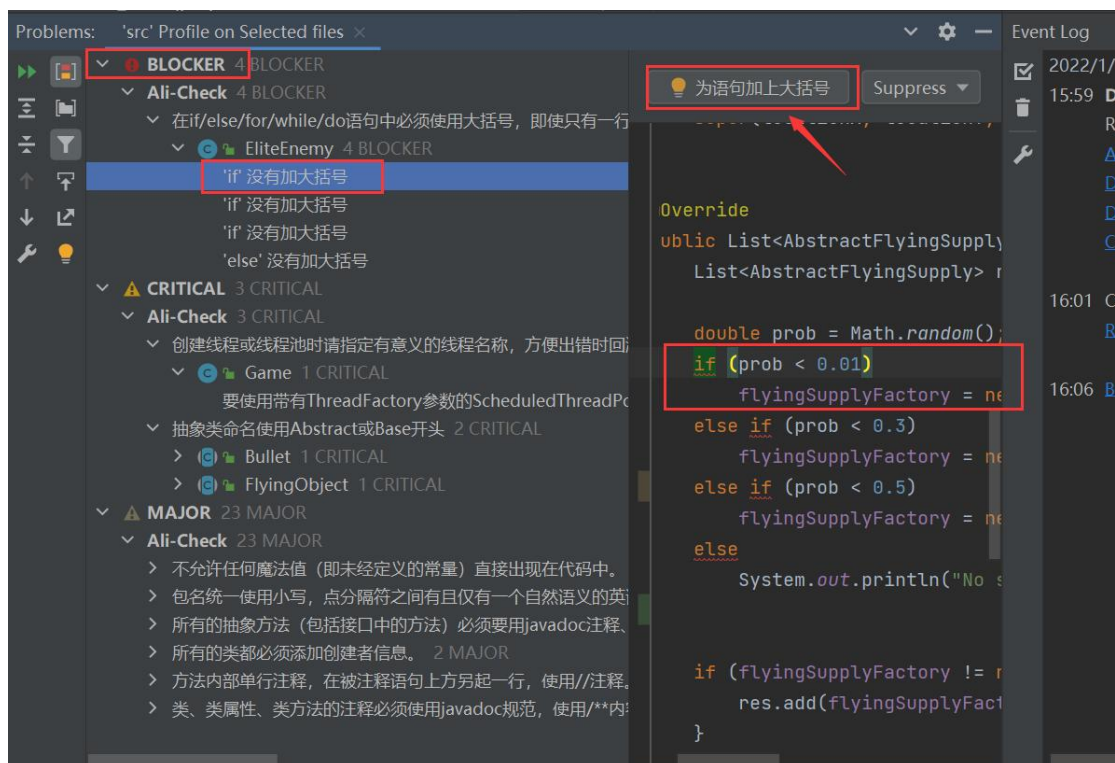 Problems: 'src' Profile on Selected files ×
BLOCKER 4 BLOCKER
Ali-Check 4 BLOCKER
在if/else/for/while/do语句中必须使用大括号，即使只有一行
EliteEnemy 4 BLOCKER
'if' 没有加大括号
'if' 没有加大括号
'if' 没有加大括号
'else' 没有加大括号
CRITICAL 3 CRITICAL
Ali-Check 3 CRITICAL
创建线程或线程池时请指定有意义的线程名称，方便出错时回
Game 1 CRITICAL
要使用带有ThreadFactory参数的ScheduledThreadPo
抽象类命名使用Abstract或Base开头 2 CRITICAL
Bullet 1 CRITICAL
FlyingObject 1 CRITICAL
MAJOR 23 MAJOR
Ali-Check 23 MAJOR
不允许任何魔法值（即未经定义的常量）直接出现在代码中。
包名统一使用小写，点分隔符之间有且仅有一个自然语义的英
所有的抽象方法（包括接口中的方法）必须要用javadoc注释、
所有的类都必须添加创建者信息。 2 MAJOR
方法内部单行注释，在被注释语句上方另起一行，使用//注释。
类、类属性、类方法的注释必须使用javadoc规范，使用/**内
为语句加上大括号 Suppress
Override
ublic List<AbstractFlyingSupply
List<AbstractFlyingSupply> r
double prob = Math.random();
if (prob < 0.01)
flyingSupplyFactory = ne
else if (prob < 0.3)
flyingSupplyFactory = ne
else if (prob < 0.5)
flyingSupplyFactory = ne
else
System.out.println("No s
if (flyingSupplyFactory != n
res.add(flyingSupplyFact
}
Event Log
2022/1/
15:59 D
R
A
D
D
C
16:01 C
R
16:06 B